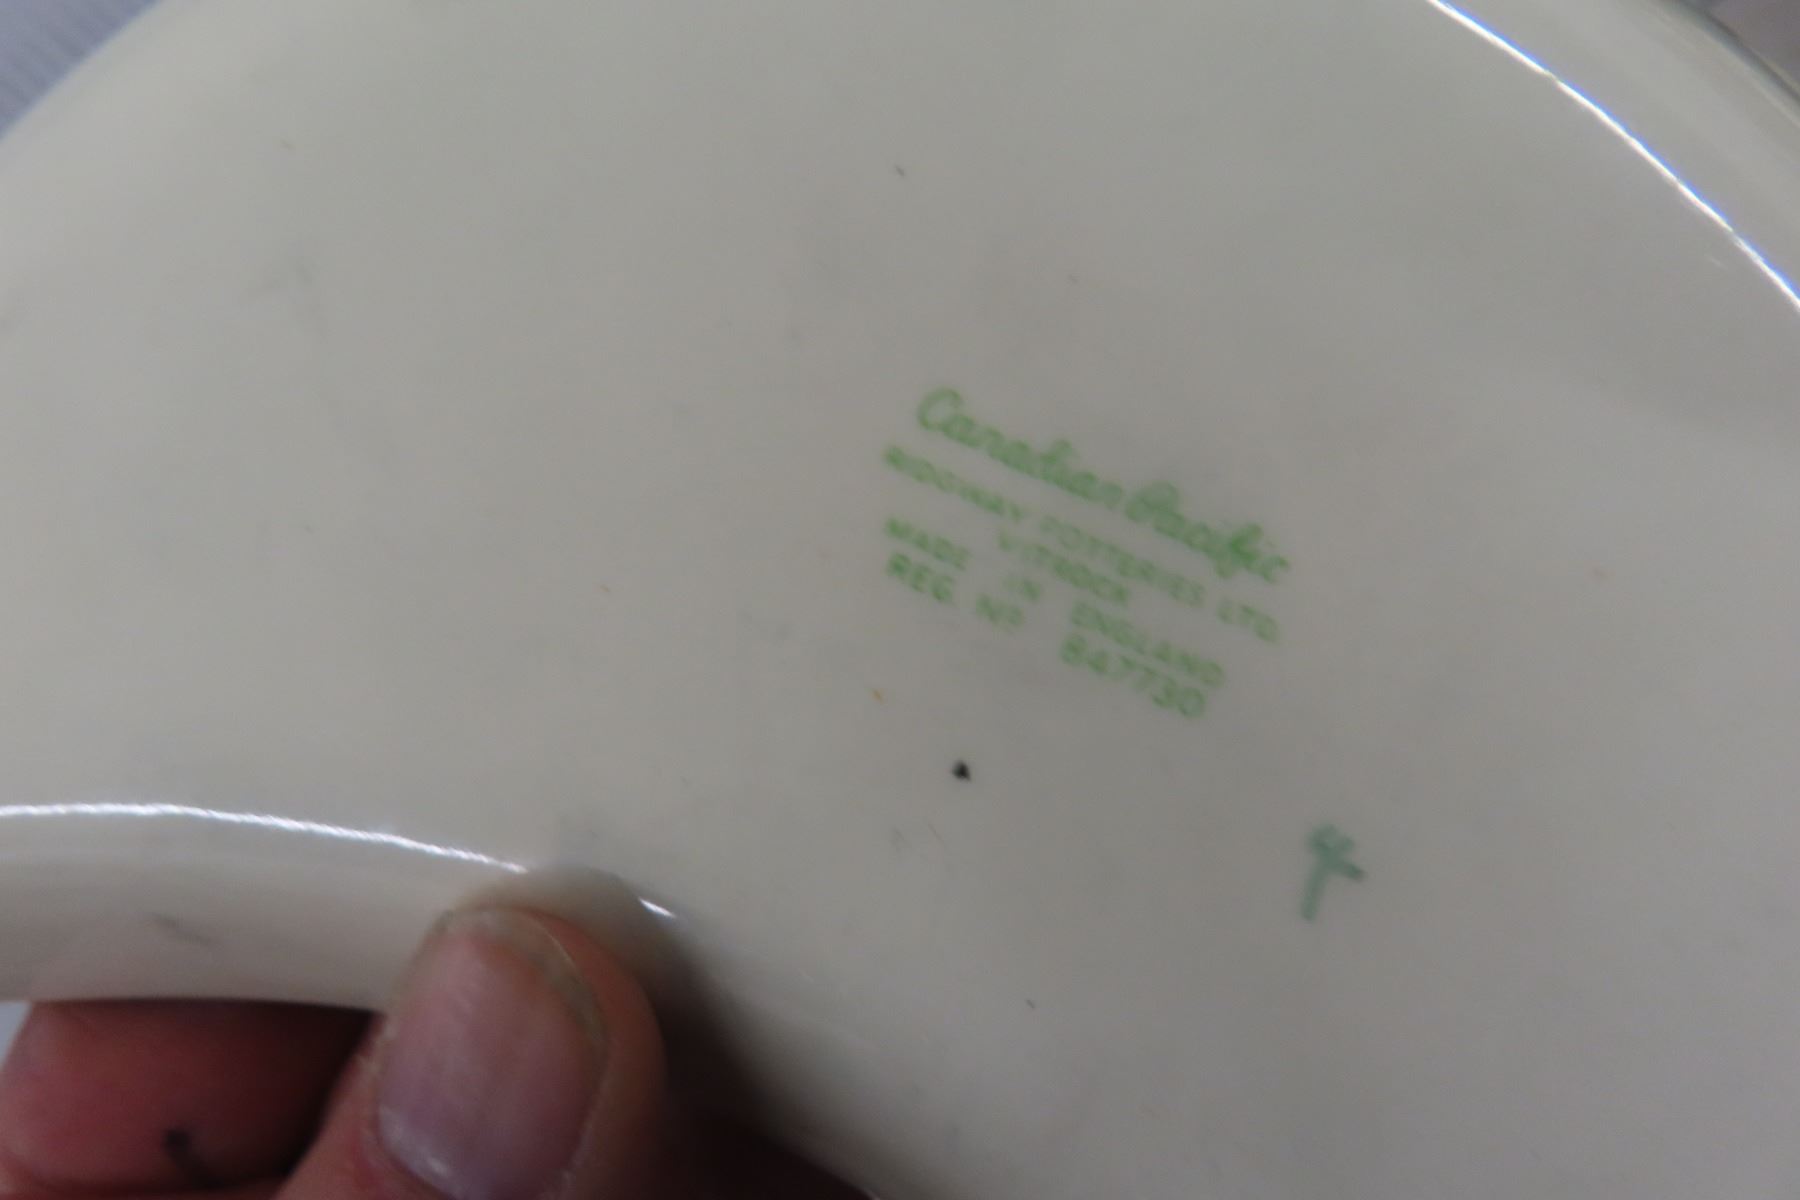 Canadian Pacific
RIDGWAY POTTERIES LTD.
VITROCK
MADE IN ENGLAND
REG. Nº 847730